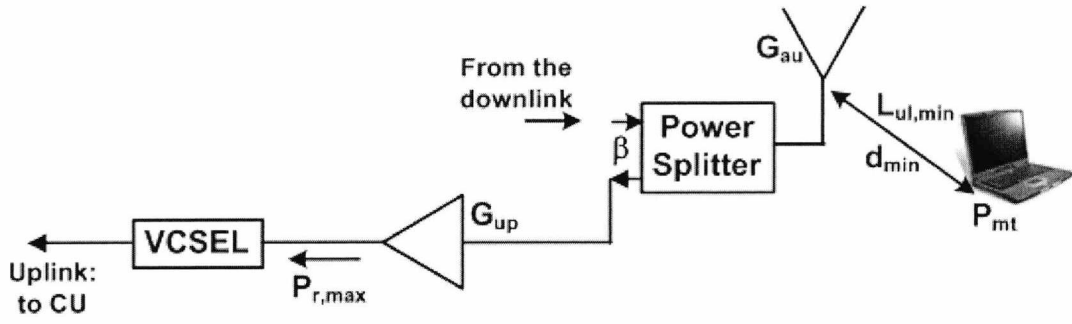 From the
downlink
G_au
L_ul,min
d_min
P_mt
β
Power
Splitter
G_up
VCSEL
P_r,max
Uplink:
to CU